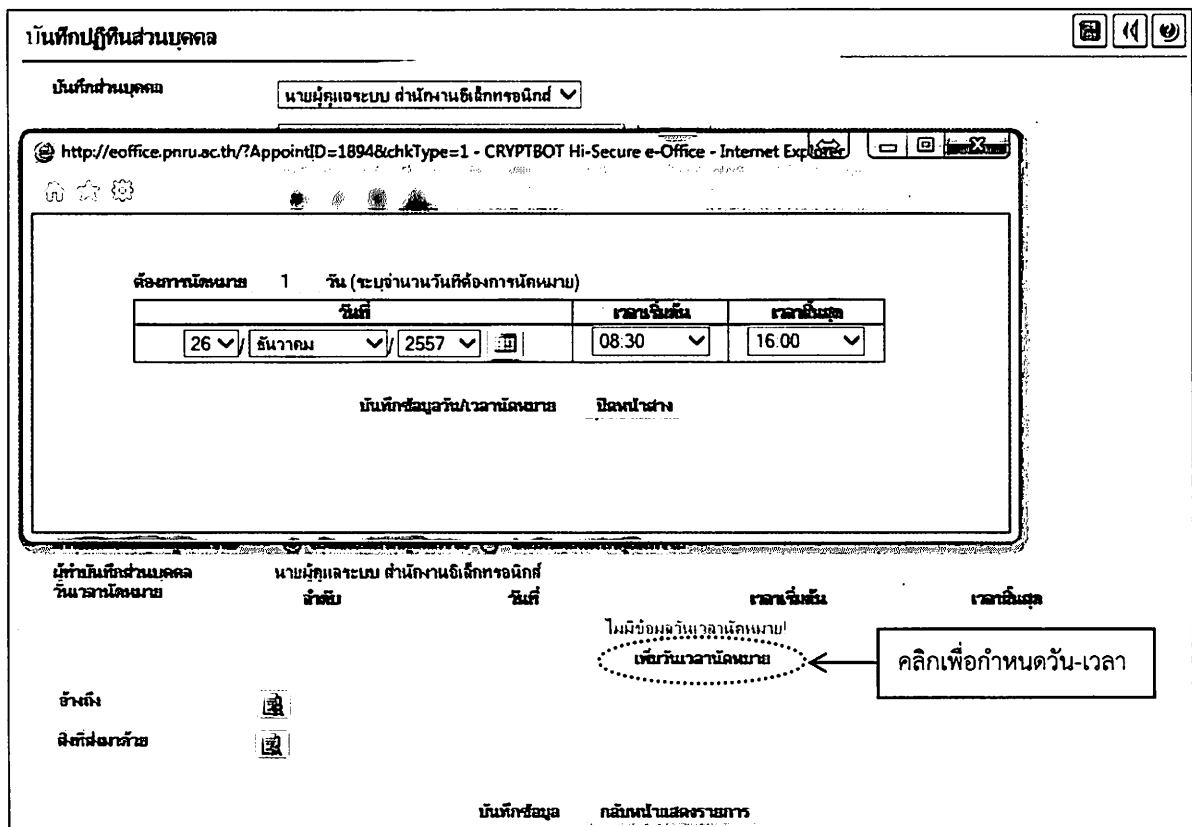 บันทึกปฏิทินส่วนบุคคล
บันทึกส่วนบุคคล นายผู้ดูแลระบบ สำนักงานอิเล็กทรอนิกส์
http://eoffice.pnru.ac.th/?AppointID=1894&chkType=1 - CRYPTBOT Hi-Secure e-Office - Internet Explorer
ต้องการนัดหมาย 1 วัน (ระบุจำนวนวันที่ต้องการนัดหมาย)
วันที่ เวลาเริ่มต้น เวลาสิ้นสุด
26 / ธันวาคม / 2557 08:30 16:00
บันทึกข้อมูลวัน/เวลานัดหมาย ปิดหน้าต่าง
ผู้ทำบันทึกส่วนบุคคล นายผู้ดูแลระบบ สำนักงานอิเล็กทรอนิกส์
วันเวลานัดหมาย ลำดับ วันที่ เวลาเริ่มต้น เวลาสิ้นสุด
ไม่มีข้อมูลวันเวลานัดหมาย!
เพิ่มวันเวลานัดหมาย คลิกเพื่อกำหนดวัน-เวลา
อ้างถึง
สิ่งที่ส่งมาด้วย
บันทึกข้อมูล กลับหน้าแสดงรายการ